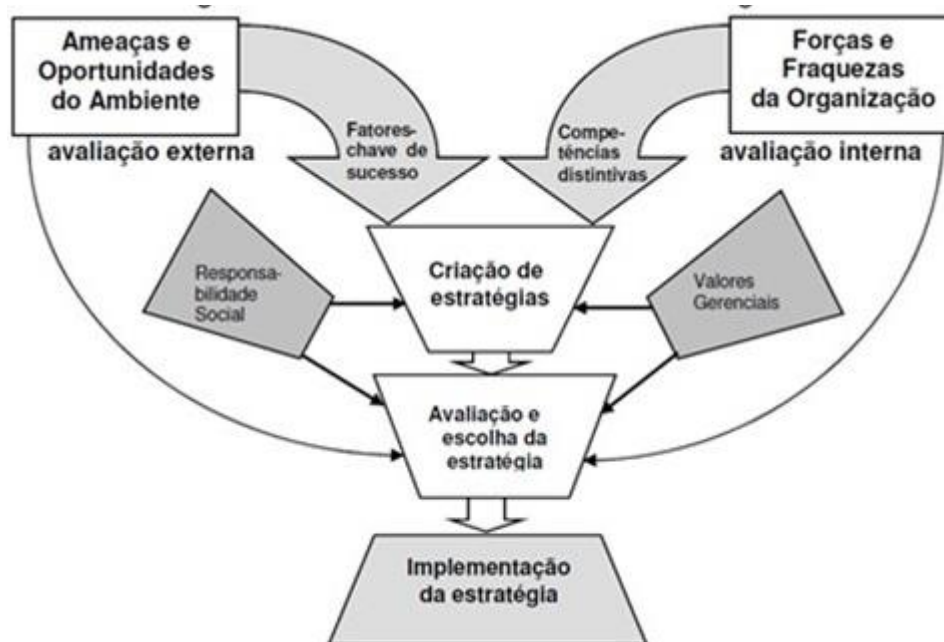 Ameaças e
Oportunidades
do Ambiente
Forças e
Fraquezas
da Organização
Fatores-
chave de
sucesso
Compe-
tências
distintivas
avaliação externa
avaliação interna
Criação de
estratégias
Responsa-
bilidade
Social
Valores
Gerenciais
Avaliação e
escolha da
estratégia
Implementação
da estratégia